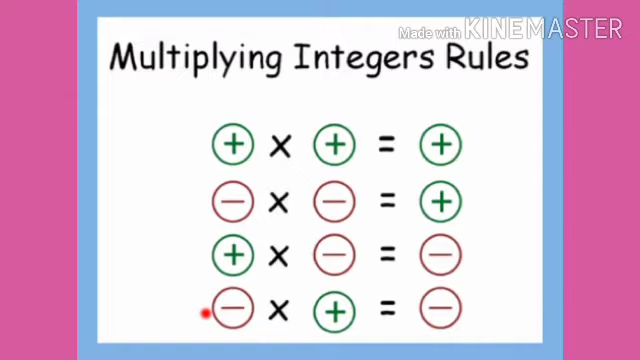 Made with KINEMASTER
Multiplying Integers Rules
+ x + = +
− x − = +
+ x − = −
− x + = −